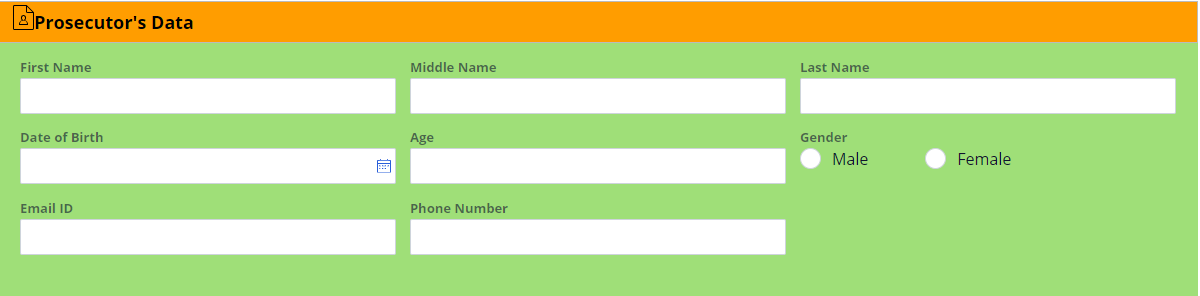 Prosecutor's Data
First Name Middle Name Last Name
Date of Birth Age Gender
Male Female
Email ID Phone Number